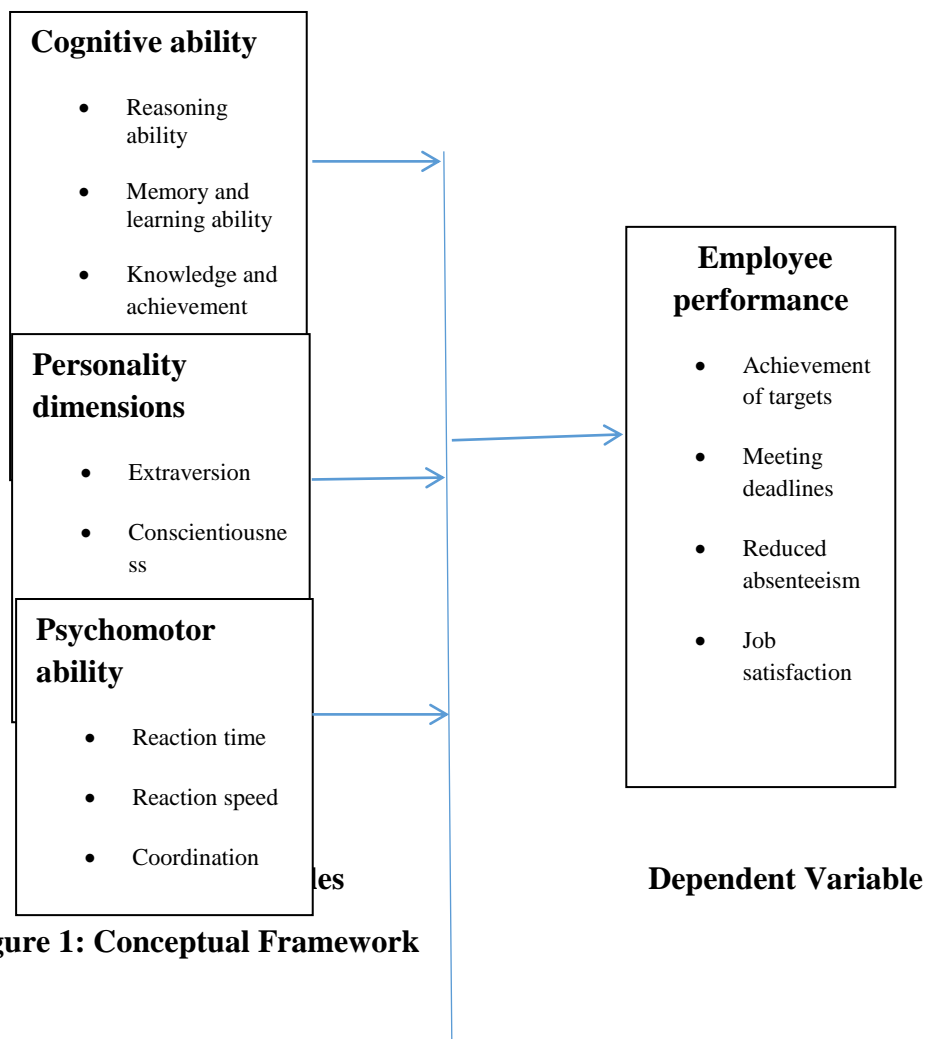 Cognitive ability
• Reasoning
ability
• Memory and
learning ability
• Knowledge and
achievement
Personality
dimensions
• Extraversion
• Conscientiousne
ss
Psychomotor
ability
• Reaction time
• Reaction speed
• Coordination
Employee
performance
• Achievement
of targets
• Meeting
deadlines
• Reduced
absenteeism
• Job
satisfaction
les
Dependent Variable
gure 1: Conceptual Framework